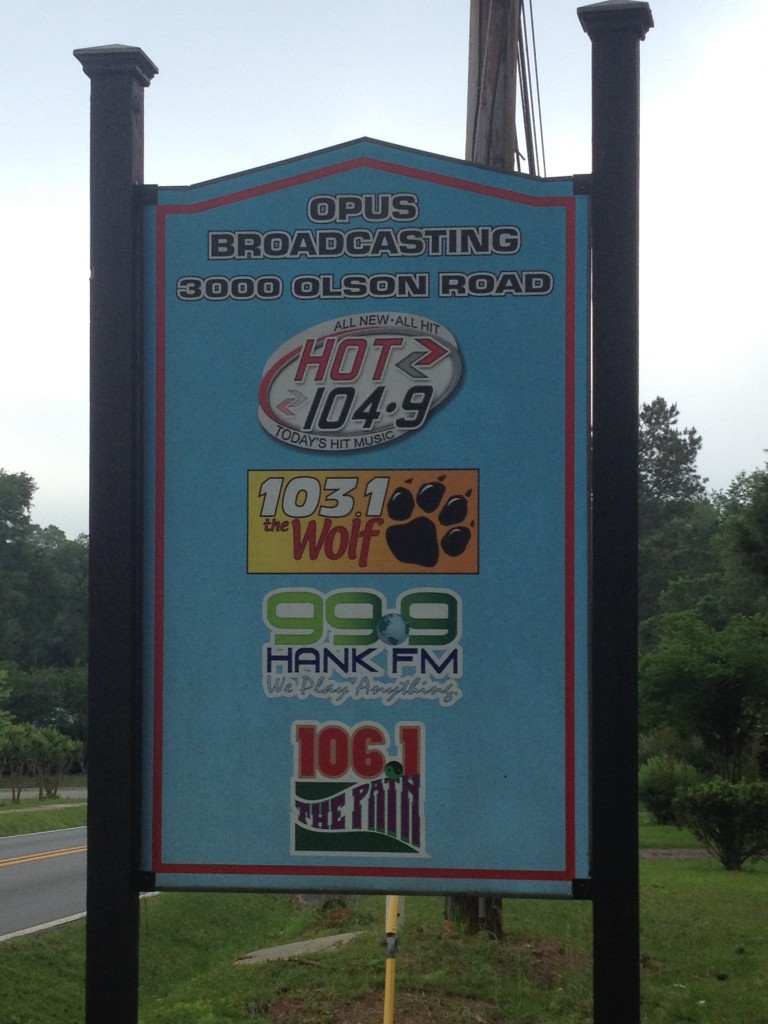 OPUS
BROADCASTING
3000 OLSON ROAD
ALL NEW • ALL HIT
HOT
104.9
TODAY'S HIT MUSIC
103.1
the Wolf
99.9
HANK FM
We Play Anything.
106.1
THE PATH